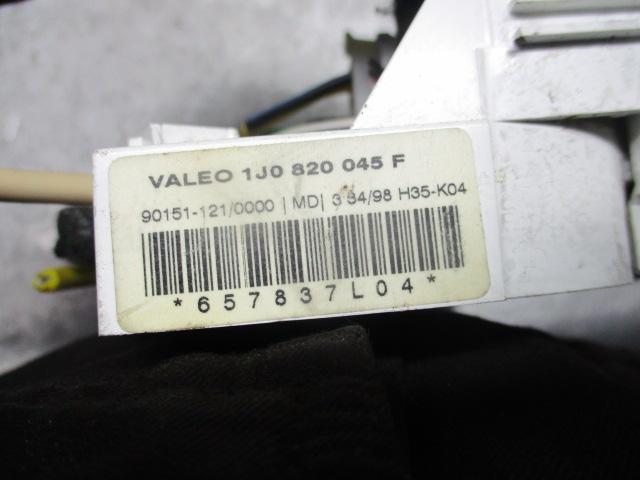 VALEO 1J0 820 045 F
90151-121/0000 | MD| 3 34/98 H35-K04
*657837L04*